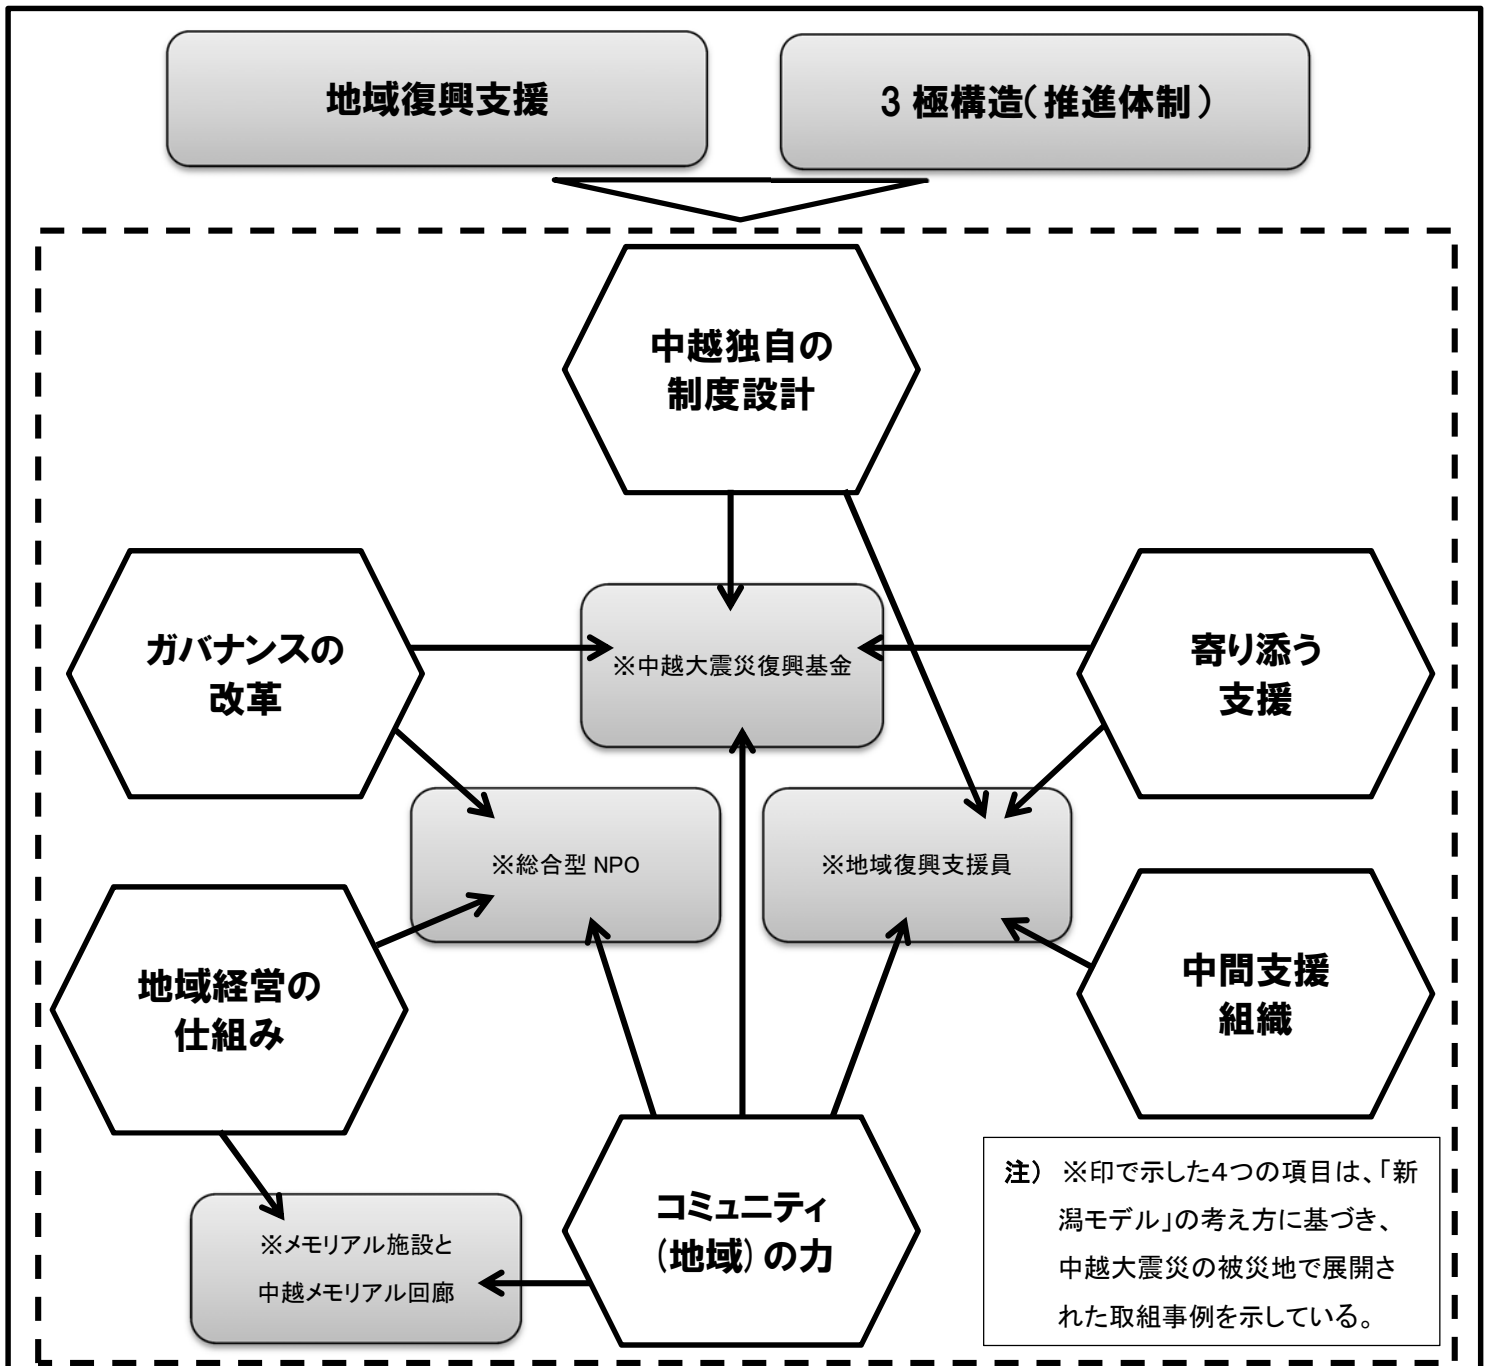 地域復興支援
3極構造(推進体制)
中越独自の
制度設計
ガバナンスの
改革
※中越大震災復興基金
寄り添う
支援
※総合型 NPO
※地域復興支援員
地域経営の
仕組み
中間支援
組織
※メモリアル施設と
中越メモリアル回廊
コミュニティ
(地域)の力
注) ※印で示した4つの項目は、「新
潟モデル」の考え方に基づき、
中越大震災の被災地で展開さ
れた取組事例を示している。